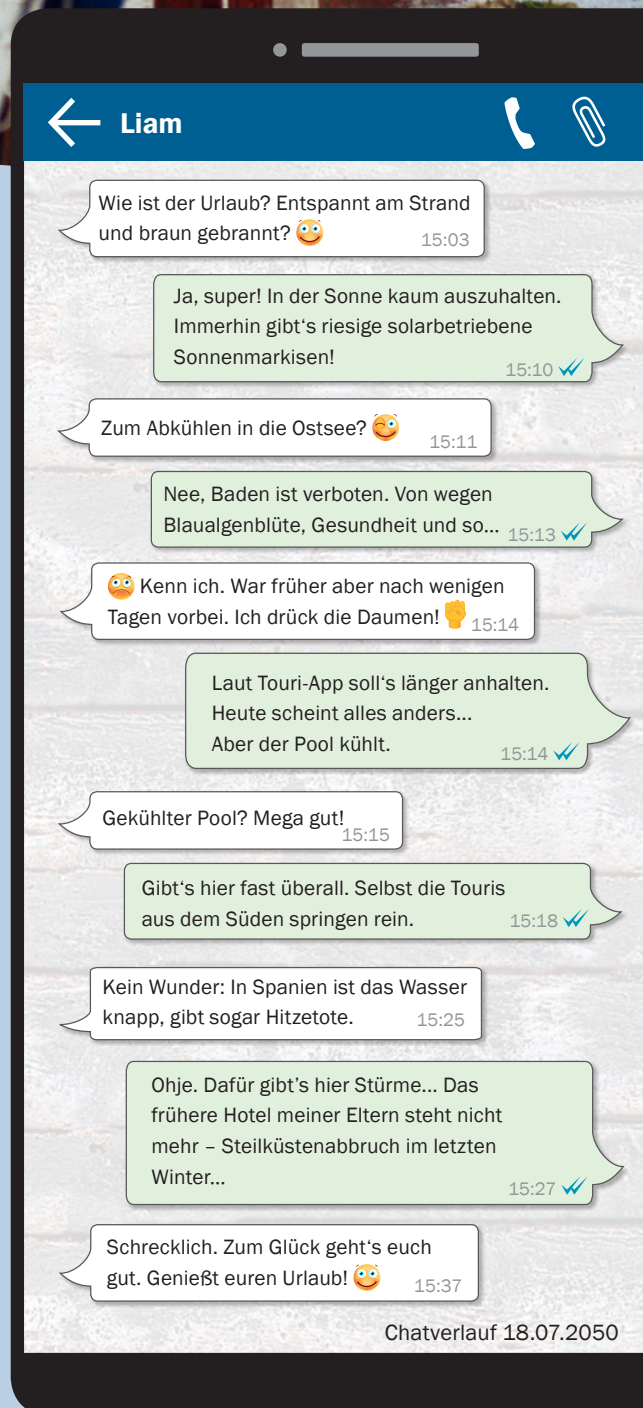 Liam
Wie ist der Urlaub? Entspannt am Strand
und braun gebrannt?
15:03
Ja, super! In der Sonne kaum auszuhalten.
Immerhin gibt‘s riesige solarbetriebene
Sonnenmarkisen!
15:10
Zum Abkühlen in die Ostsee?
15:11
Nee, Baden ist verboten. Von wegen
Blaualgenblüte, Gesundheit und so...
15:13
Kenn ich. War früher aber nach wenigen
Tagen vorbei. Ich drück die Daumen!
15:14
Laut Touri-App soll‘s länger anhalten.
Heute scheint alles anders...
Aber der Pool kühlt.
15:14
Gekühlter Pool? Mega gut!
15:15
Gibt‘s hier fast überall. Selbst die Touris
aus dem Süden springen rein.
15:18
Kein Wunder: In Spanien ist das Wasser
knapp, gibt sogar Hitzetote.
15:25
Ohje. Dafür gibt’s hier Stürme... Das
frühere Hotel meiner Eltern steht nicht
mehr – Steilküstenabbruch im letzten
Winter...
15:27
Schrecklich. Zum Glück geht‘s euch
gut. Genießt euren Urlaub!
15:37
Chatverlauf 18.07.2050